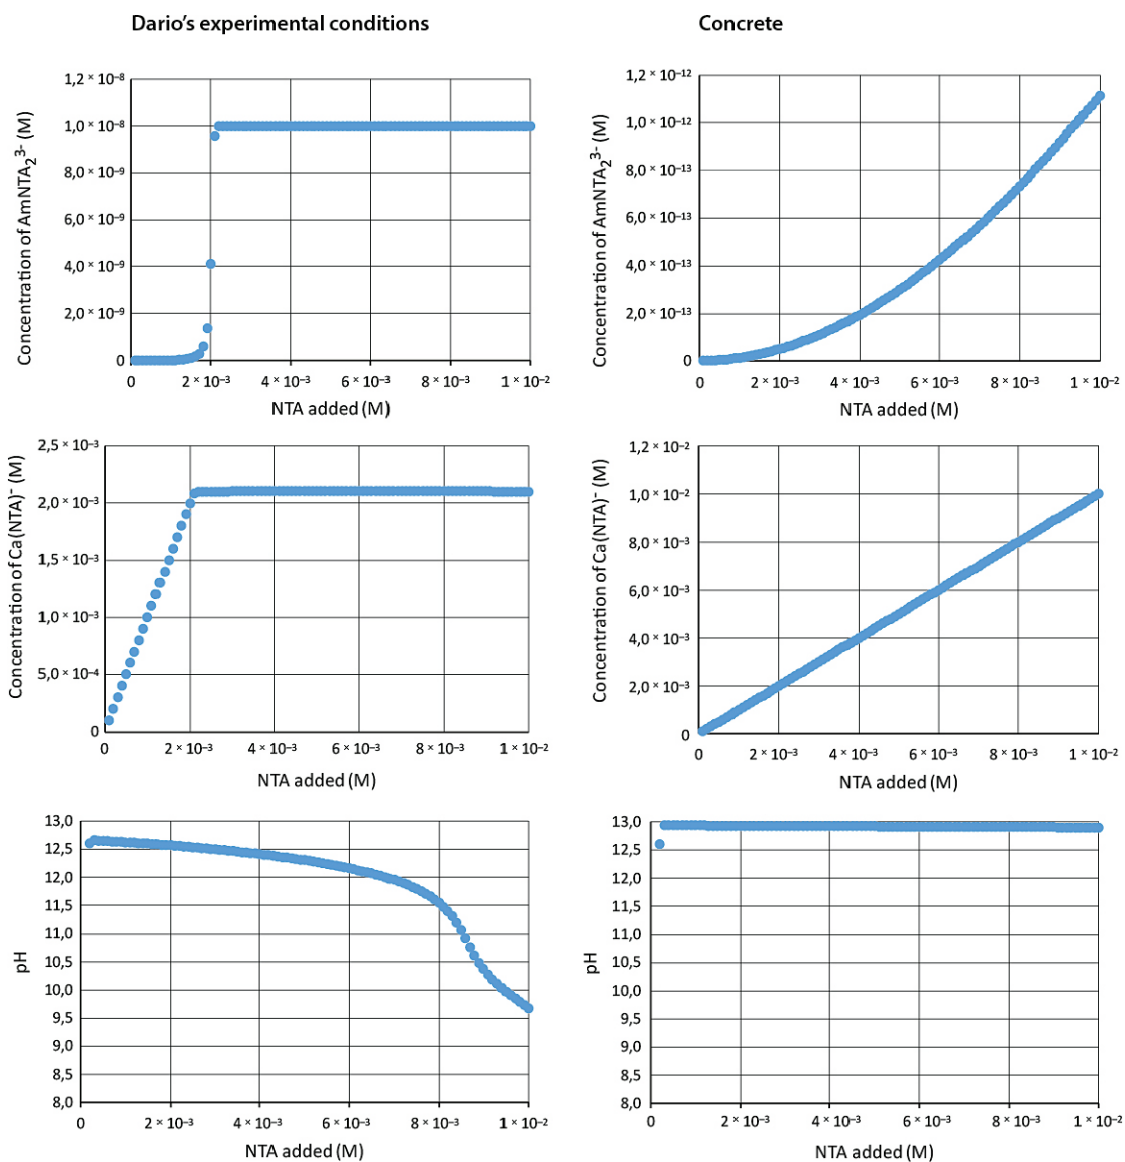 Dario’s experimental conditions
Concrete
Concentration of AmNTA₂³⁻ (M)
1,2 × 10⁻⁸
1,0 × 10⁻⁸
8,0 × 10⁻⁹
6,0 × 10⁻⁹
4,0 × 10⁻⁹
2,0 × 10⁻⁹
0
0 2 × 10⁻³ 4 × 10⁻³ 6 × 10⁻³ 8 × 10⁻³ 1 × 10⁻²
NTA added (M)
Concentration of AmNTA₂³⁻ (M)
1,2 × 10⁻¹²
1,0 × 10⁻¹²
8,0 × 10⁻¹³
6,0 × 10⁻¹³
4,0 × 10⁻¹³
2,0 × 10⁻¹³
0
0 2 × 10⁻³ 4 × 10⁻³ 6 × 10⁻³ 8 × 10⁻³ 1 × 10⁻²
NTA added (M)
Concentration of Ca(NTA)⁻ (M)
2,5 × 10⁻³
2,0 × 10⁻³
1,5 × 10⁻³
1,0 × 10⁻³
5,0 × 10⁻⁴
0
0 2 × 10⁻³ 4 × 10⁻³ 6 × 10⁻³ 8 × 10⁻³ 1 × 10⁻²
NTA added (M)
Concentration of Ca(NTA)⁻ (M)
1,2 × 10⁻²
1,0 × 10⁻²
8,0 × 10⁻³
6,0 × 10⁻³
4,0 × 10⁻³
2,0 × 10⁻³
0
0 2 × 10⁻³ 4 × 10⁻³ 6 × 10⁻³ 8 × 10⁻³ 1 × 10⁻²
NTA added (M)
pH
13,0
12,5
12,0
11,5
11,0
10,5
10,0
9,5
9,0
8,5
8,0
0 2 × 10⁻³ 4 × 10⁻³ 6 × 10⁻³ 8 × 10⁻³ 1 × 10⁻²
NTA added (M)
pH
13,0
12,5
12,0
11,5
11,0
10,5
10,0
9,5
9,0
8,5
8,0
0 2 × 10⁻³ 4 × 10⁻³ 6 × 10⁻³ 8 × 10⁻³ 1 × 10⁻²
NTA added (M)